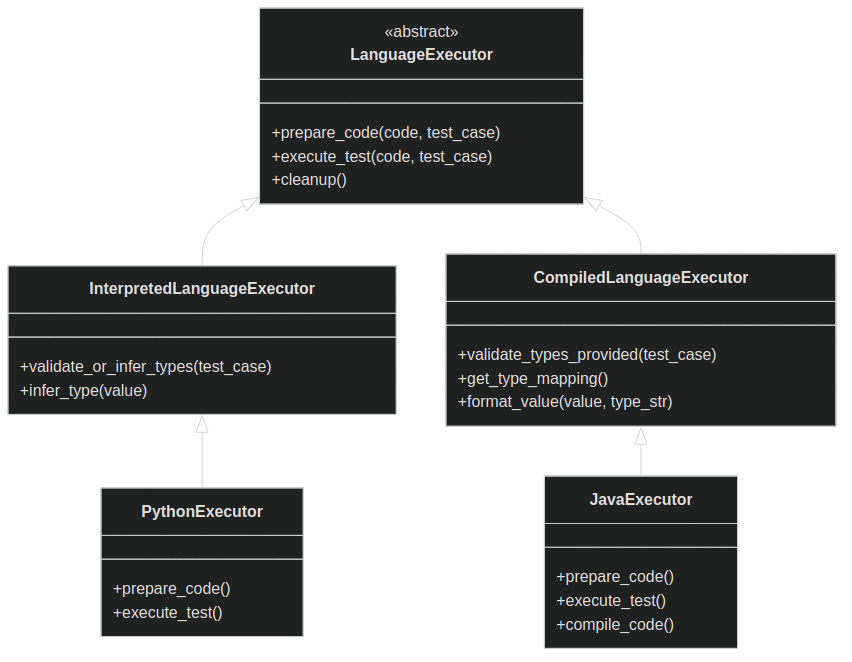 «abstract»
LanguageExecutor
+prepare_code(code, test_case)
+execute_test(code, test_case)
+cleanup()
InterpretedLanguageExecutor
+validate_or_infer_types(test_case)
+infer_type(value)
CompiledLanguageExecutor
+validate_types_provided(test_case)
+get_type_mapping()
+format_value(value, type_str)
PythonExecutor
+prepare_code()
+execute_test()
JavaExecutor
+prepare_code()
+execute_test()
+compile_code()